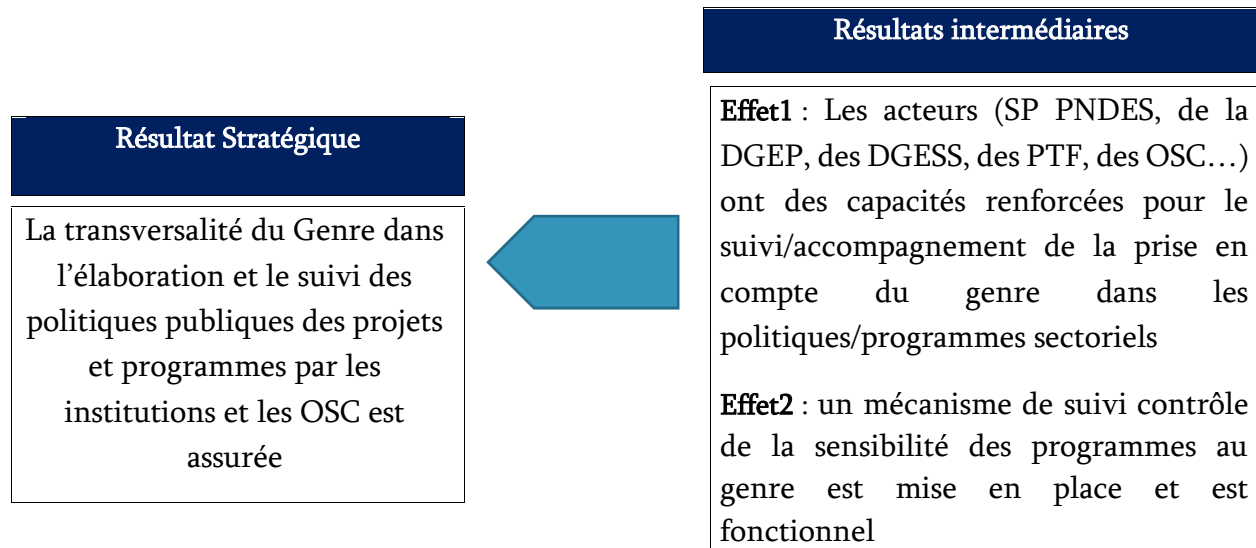 Résultat Stratégique
La transversalité du Genre dans
l’élaboration et le suivi des
politiques publiques des projets
et programmes par les
institutions et les OSC est
assurée
Résultats intermédiaires
Effet1 : Les acteurs (SP PNDES, de la
DGEP, des DGESS, des PTF, des OSC…)
ont des capacités renforcées pour le
suivi/accompagnement de la prise en
compte du genre dans les
politiques/programmes sectoriels
Effet2 : un mécanisme de suivi contrôle
de la sensibilité des programmes au
genre est mise en place et est
fonctionnel